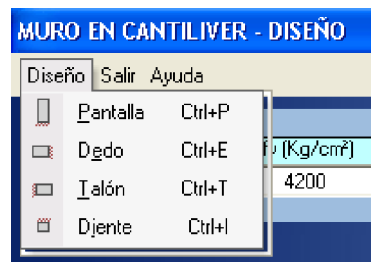 MURO EN CANTILIVER - DISEÑO
Diseño Salir Ayuda
Pantalla Ctrl+P
Dedo Ctrl+E
(Kg/cm²)
Talón Ctrl+T
4200
Diente Ctrl+I